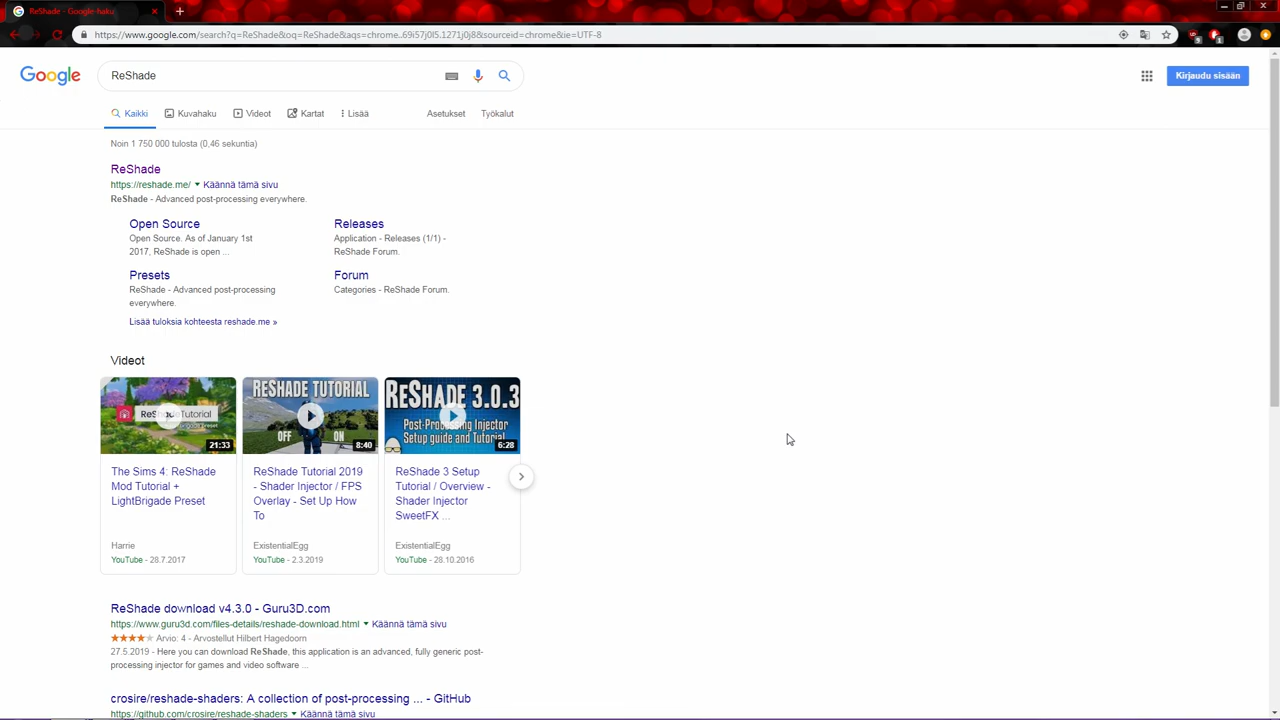 ReShade - Google-haku
https://www.google.com/search?q=ReShade&oq=ReShade&aqs=chrome..69i57j0l5.1271j0j8&sourceid=chrome&ie=UTF-8
Google
ReShade
Kirjaudu sisään
Kaikki Kuvahaku Videot Kartat Lisää Asetukset Työkalut
Noin 1 750 000 tulosta (0,46 sekuntia)
ReShade
https://reshade.me/ Käännä tämä sivu
ReShade - Advanced post-processing everywhere.
Open Source
Open Source. As of January 1st
2017, ReShade is open ...
Releases
Application - Releases (1/1) -
ReShade Forum.
Presets
ReShade - Advanced post-processing
everywhere.
Forum
Categories - ReShade Forum.
Lisää tuloksia kohteesta reshade.me »
Videot
ReShade Tutorial
21:33
The Sims 4: ReShade
Mod Tutorial +
LightBrigade Preset
Harrie
YouTube - 28.7.2017
RESHADE TUTORIAL
OFF ON
8:40
ReShade Tutorial 2019
- Shader Injector / FPS
Overlay - Set Up How
To
ExistentialEgg
YouTube - 2.3.2019
RESHADE 3.0.3
Post-Processing Injector
Setup guide and Tutorial
6:28
ReShade 3 Setup
Tutorial / Overview -
Shader Injector
SweetFX ...
ExistentialEgg
YouTube - 28.10.2016
ReShade download v4.3.0 - Guru3D.com
https://www.guru3d.com/files-details/reshade-download.html Käännä tämä sivu
Arvio: 4 - Arvostellut Hilbert Hagedoorn
27.5.2019 - Here you can download ReShade, this application is an advanced, fully generic post-
processing injector for games and video software ...
crosire/reshade-shaders: A collection of post-processing ... - GitHub
https://github.com/crosire/reshade-shaders Käännä tämä sivu